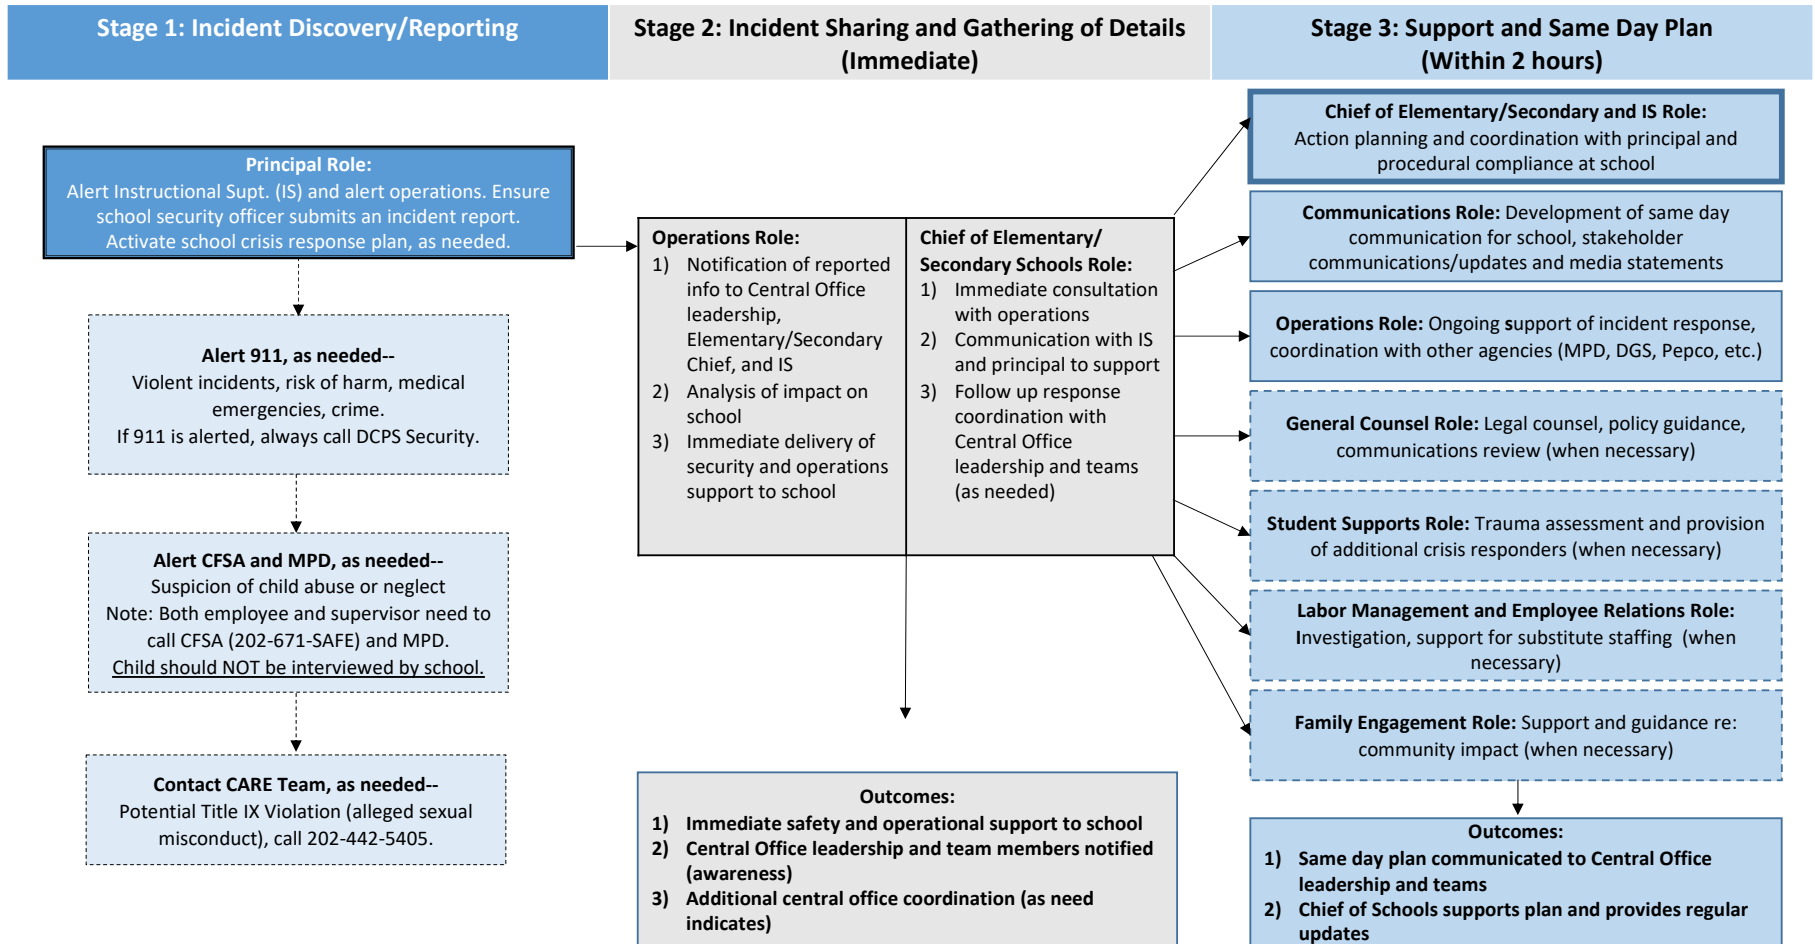 Stage 1: Incident Discovery/Reporting
Stage 2: Incident Sharing and Gathering of Details
(Immediate)
Stage 3: Support and Same Day Plan
(Within 2 hours)
Principal Role:
Alert Instructional Supt. (IS) and alert operations. Ensure
school security officer submits an incident report.
Activate school crisis response plan, as needed.
Alert 911, as needed--
Violent incidents, risk of harm, medical
emergencies, crime.
If 911 is alerted, always call DCPS Security.
Alert CFSA and MPD, as needed--
Suspicion of child abuse or neglect
Note: Both employee and supervisor need to
call CFSA (202-671-SAFE) and MPD.
Child should NOT be interviewed by school.
Contact CARE Team, as needed--
Potential Title IX Violation (alleged sexual
misconduct), call 202-442-5405.
Operations Role:
1) Notification of reported
info to Central Office
leadership,
Elementary/Secondary
Chief, and IS
2) Analysis of impact on
school
3) Immediate delivery of
security and operations
support to school
Chief of Elementary/
Secondary Schools Role:
1) Immediate consultation
with operations
2) Communication with IS
and principal to support
3) Follow up response
coordination with
Central Office
leadership and teams
(as needed)
Outcomes:
1) Immediate safety and operational support to school
2) Central Office leadership and team members notified
(awareness)
3) Additional central office coordination (as need
indicates)
Chief of Elementary/Secondary and IS Role:
Action planning and coordination with principal and
procedural compliance at school
Communications Role: Development of same day
communication for school, stakeholder
communications/updates and media statements
Operations Role: Ongoing support of incident response,
coordination with other agencies (MPD, DGS, Pepco, etc.)
General Counsel Role: Legal counsel, policy guidance,
communications review (when necessary)
Student Supports Role: Trauma assessment and provision
of additional crisis responders (when necessary)
Labor Management and Employee Relations Role:
Investigation, support for substitute staffing (when
necessary)
Family Engagement Role: Support and guidance re:
community impact (when necessary)
Outcomes:
1) Same day plan communicated to Central Office
leadership and teams
2) Chief of Schools supports plan and provides regular
updates